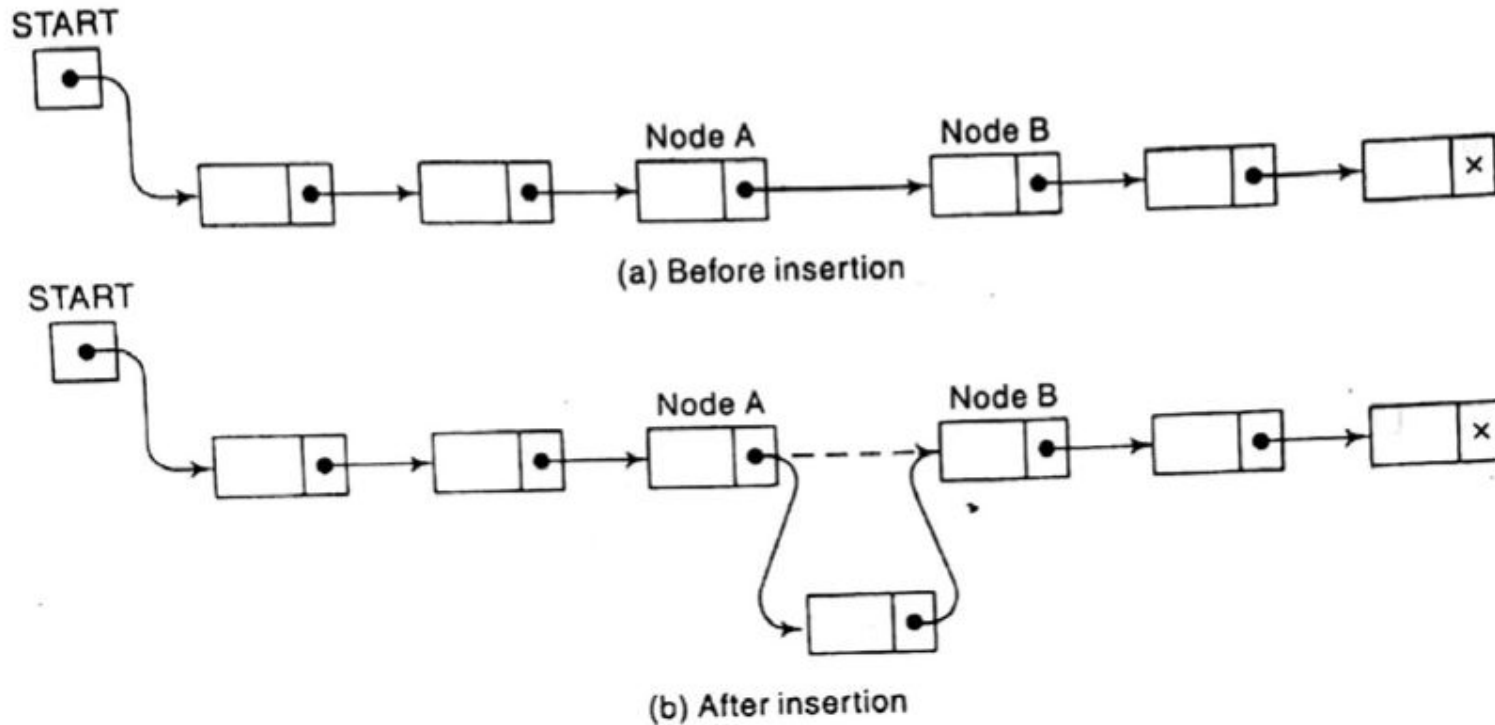 START
Node A
Node B
×
(a) Before insertion
START
Node A
Node B
×
(b) After insertion